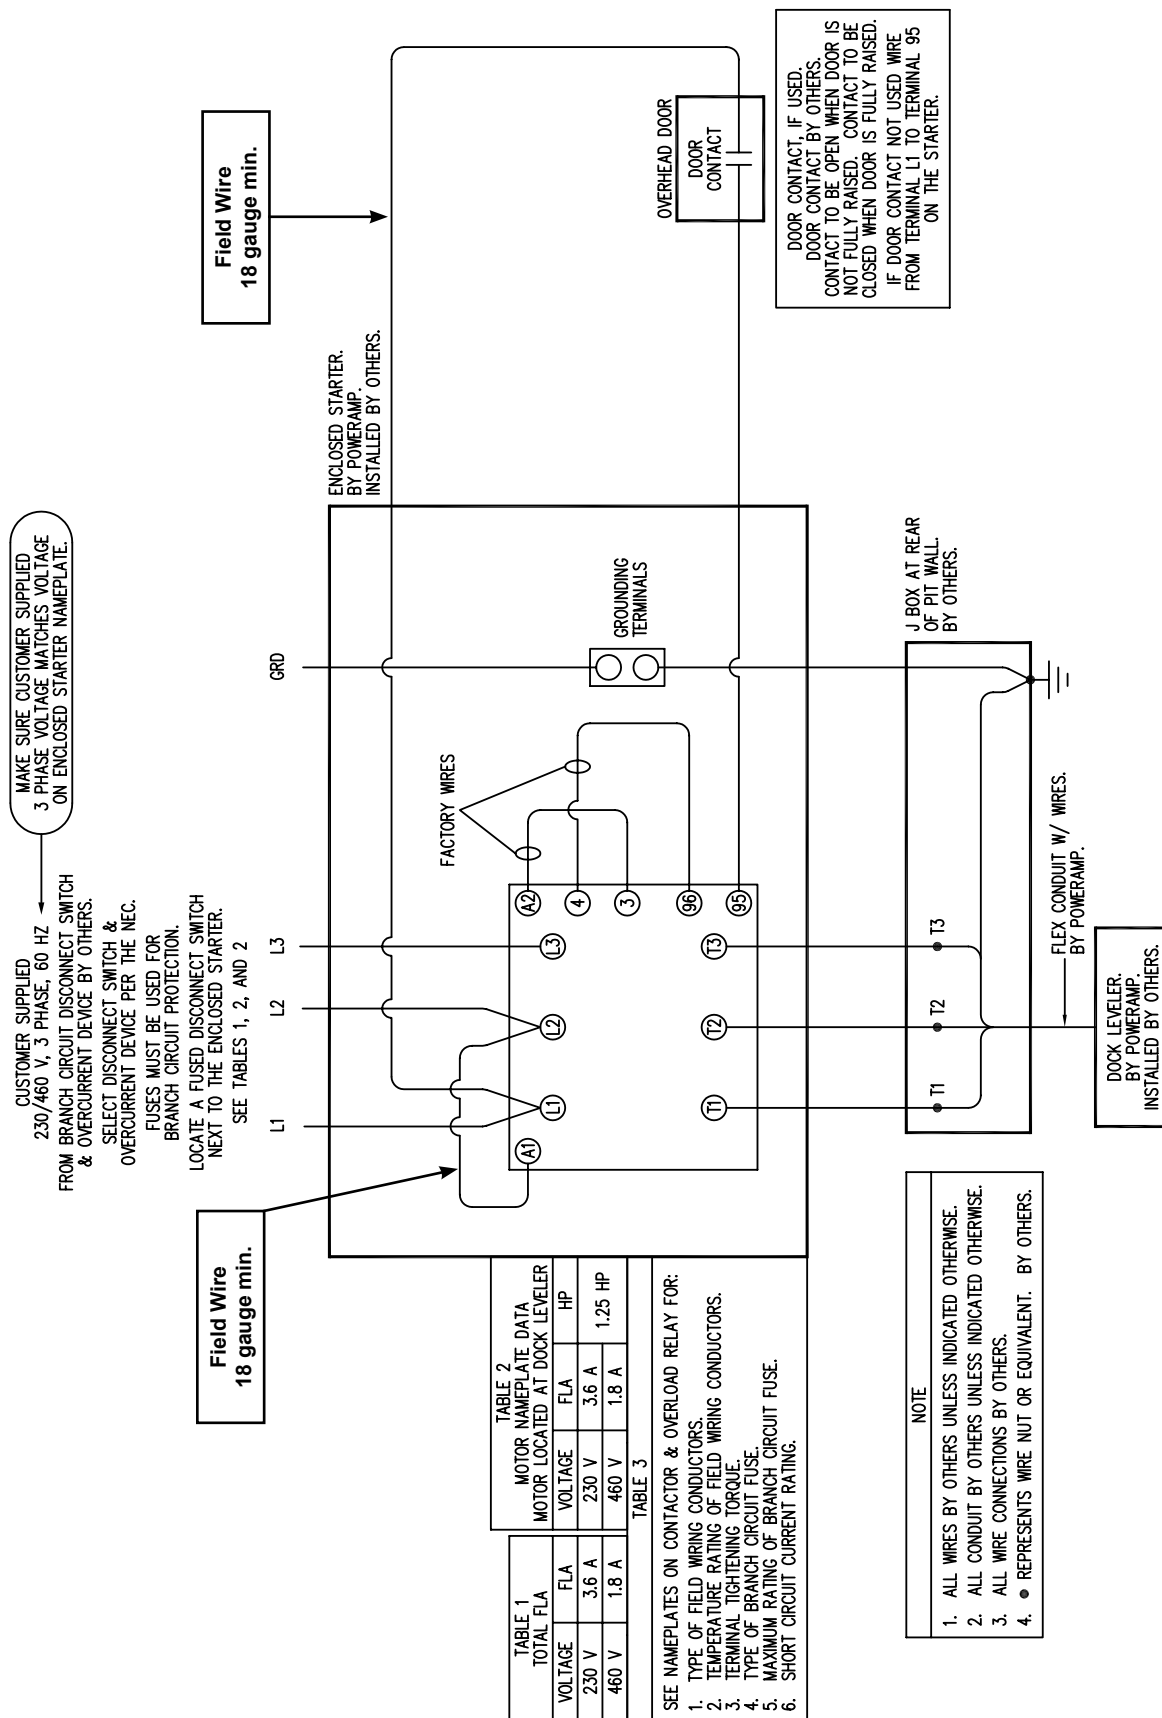 MAKE SURE CUSTOMER SUPPLIED
3 PHASE VOLTAGE MATCHES VOLTAGE
ON ENCLOSED STARTER NAMEPLATE.
CUSTOMER SUPPLIED
230/460 V, 3 PHASE, 60 HZ
FROM BRANCH CIRCUIT DISCONNECT SWITCH
& OVERCURRENT DEVICE BY OTHERS.
SELECT DISCONNECT SWITCH &
OVERCURRENT DEVICE PER THE NEC.
FUSES MUST BE USED FOR
BRANCH CIRCUIT PROTECTION.
LOCATE A FUSED DISCONNECT SWITCH
NEXT TO THE ENCLOSED STARTER.
SEE TABLES 1, 2, AND 2
Field Wire
18 gauge min.
L1
L2
L3
GRD
Field Wire
18 gauge min.
ENCLOSED STARTER.
BY POWERAMP.
INSTALLED BY OTHERS.
FACTORY WIRES
A1
L1
L2
L3
A2
4
3
96
95
T1
T2
T3
GROUNDING
TERMINALS
OVERHEAD DOOR
DOOR
CONTACT
DOOR CONTACT, IF USED.
DOOR CONTACT BY OTHERS.
CONTACT TO BE OPEN WHEN DOOR IS
NOT FULLY RAISED. CONTACT TO BE
CLOSED WHEN DOOR IS FULLY RAISED.
IF DOOR CONTACT NOT USED WIRE
FROM TERMINAL L1 TO TERMINAL 95
ON THE STARTER.
TABLE 1
TOTAL FLA
VOLTAGE FLA
230 V 3.6 A
460 V 1.8 A
TABLE 2
MOTOR NAMEPLATE DATA
MOTOR LOCATED AT DOCK LEVELER
VOLTAGE FLA HP
230 V 3.6 A 1.25 HP
460 V 1.8 A
TABLE 3
SEE NAMEPLATES ON CONTACTOR & OVERLOAD RELAY FOR:
1. TYPE OF FIELD WIRING CONDUCTORS.
2. TEMPERATURE RATING OF FIELD WIRING CONDUCTORS.
3. TERMINAL TIGHTENING TORQUE.
4. TYPE OF BRANCH CIRCUIT FUSE.
5. MAXIMUM RATING OF BRANCH CIRCUIT FUSE.
6. SHORT CIRCUIT CURRENT RATING.
J BOX AT REAR
OF PIT WALL.
BY OTHERS.
T1
T2
T3
FLEX CONDUIT W/ WIRES.
BY POWERAMP.
DOCK LEVELER.
BY POWERAMP.
INSTALLED BY OTHERS.
NOTE
1. ALL WIRES BY OTHERS UNLESS INDICATED OTHERWISE.
2. ALL CONDUIT BY OTHERS UNLESS INDICATED OTHERWISE.
3. ALL WIRE CONNECTIONS BY OTHERS.
4. ● REPRESENTS WIRE NUT OR EQUIVALENT. BY OTHERS.